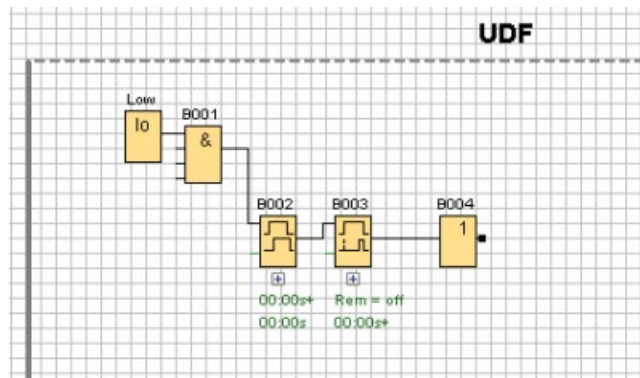 UDF
Low
lo
B001
&
B002
B003
B004
1
00:00s+
Rem = off
00:00s
00:00s+